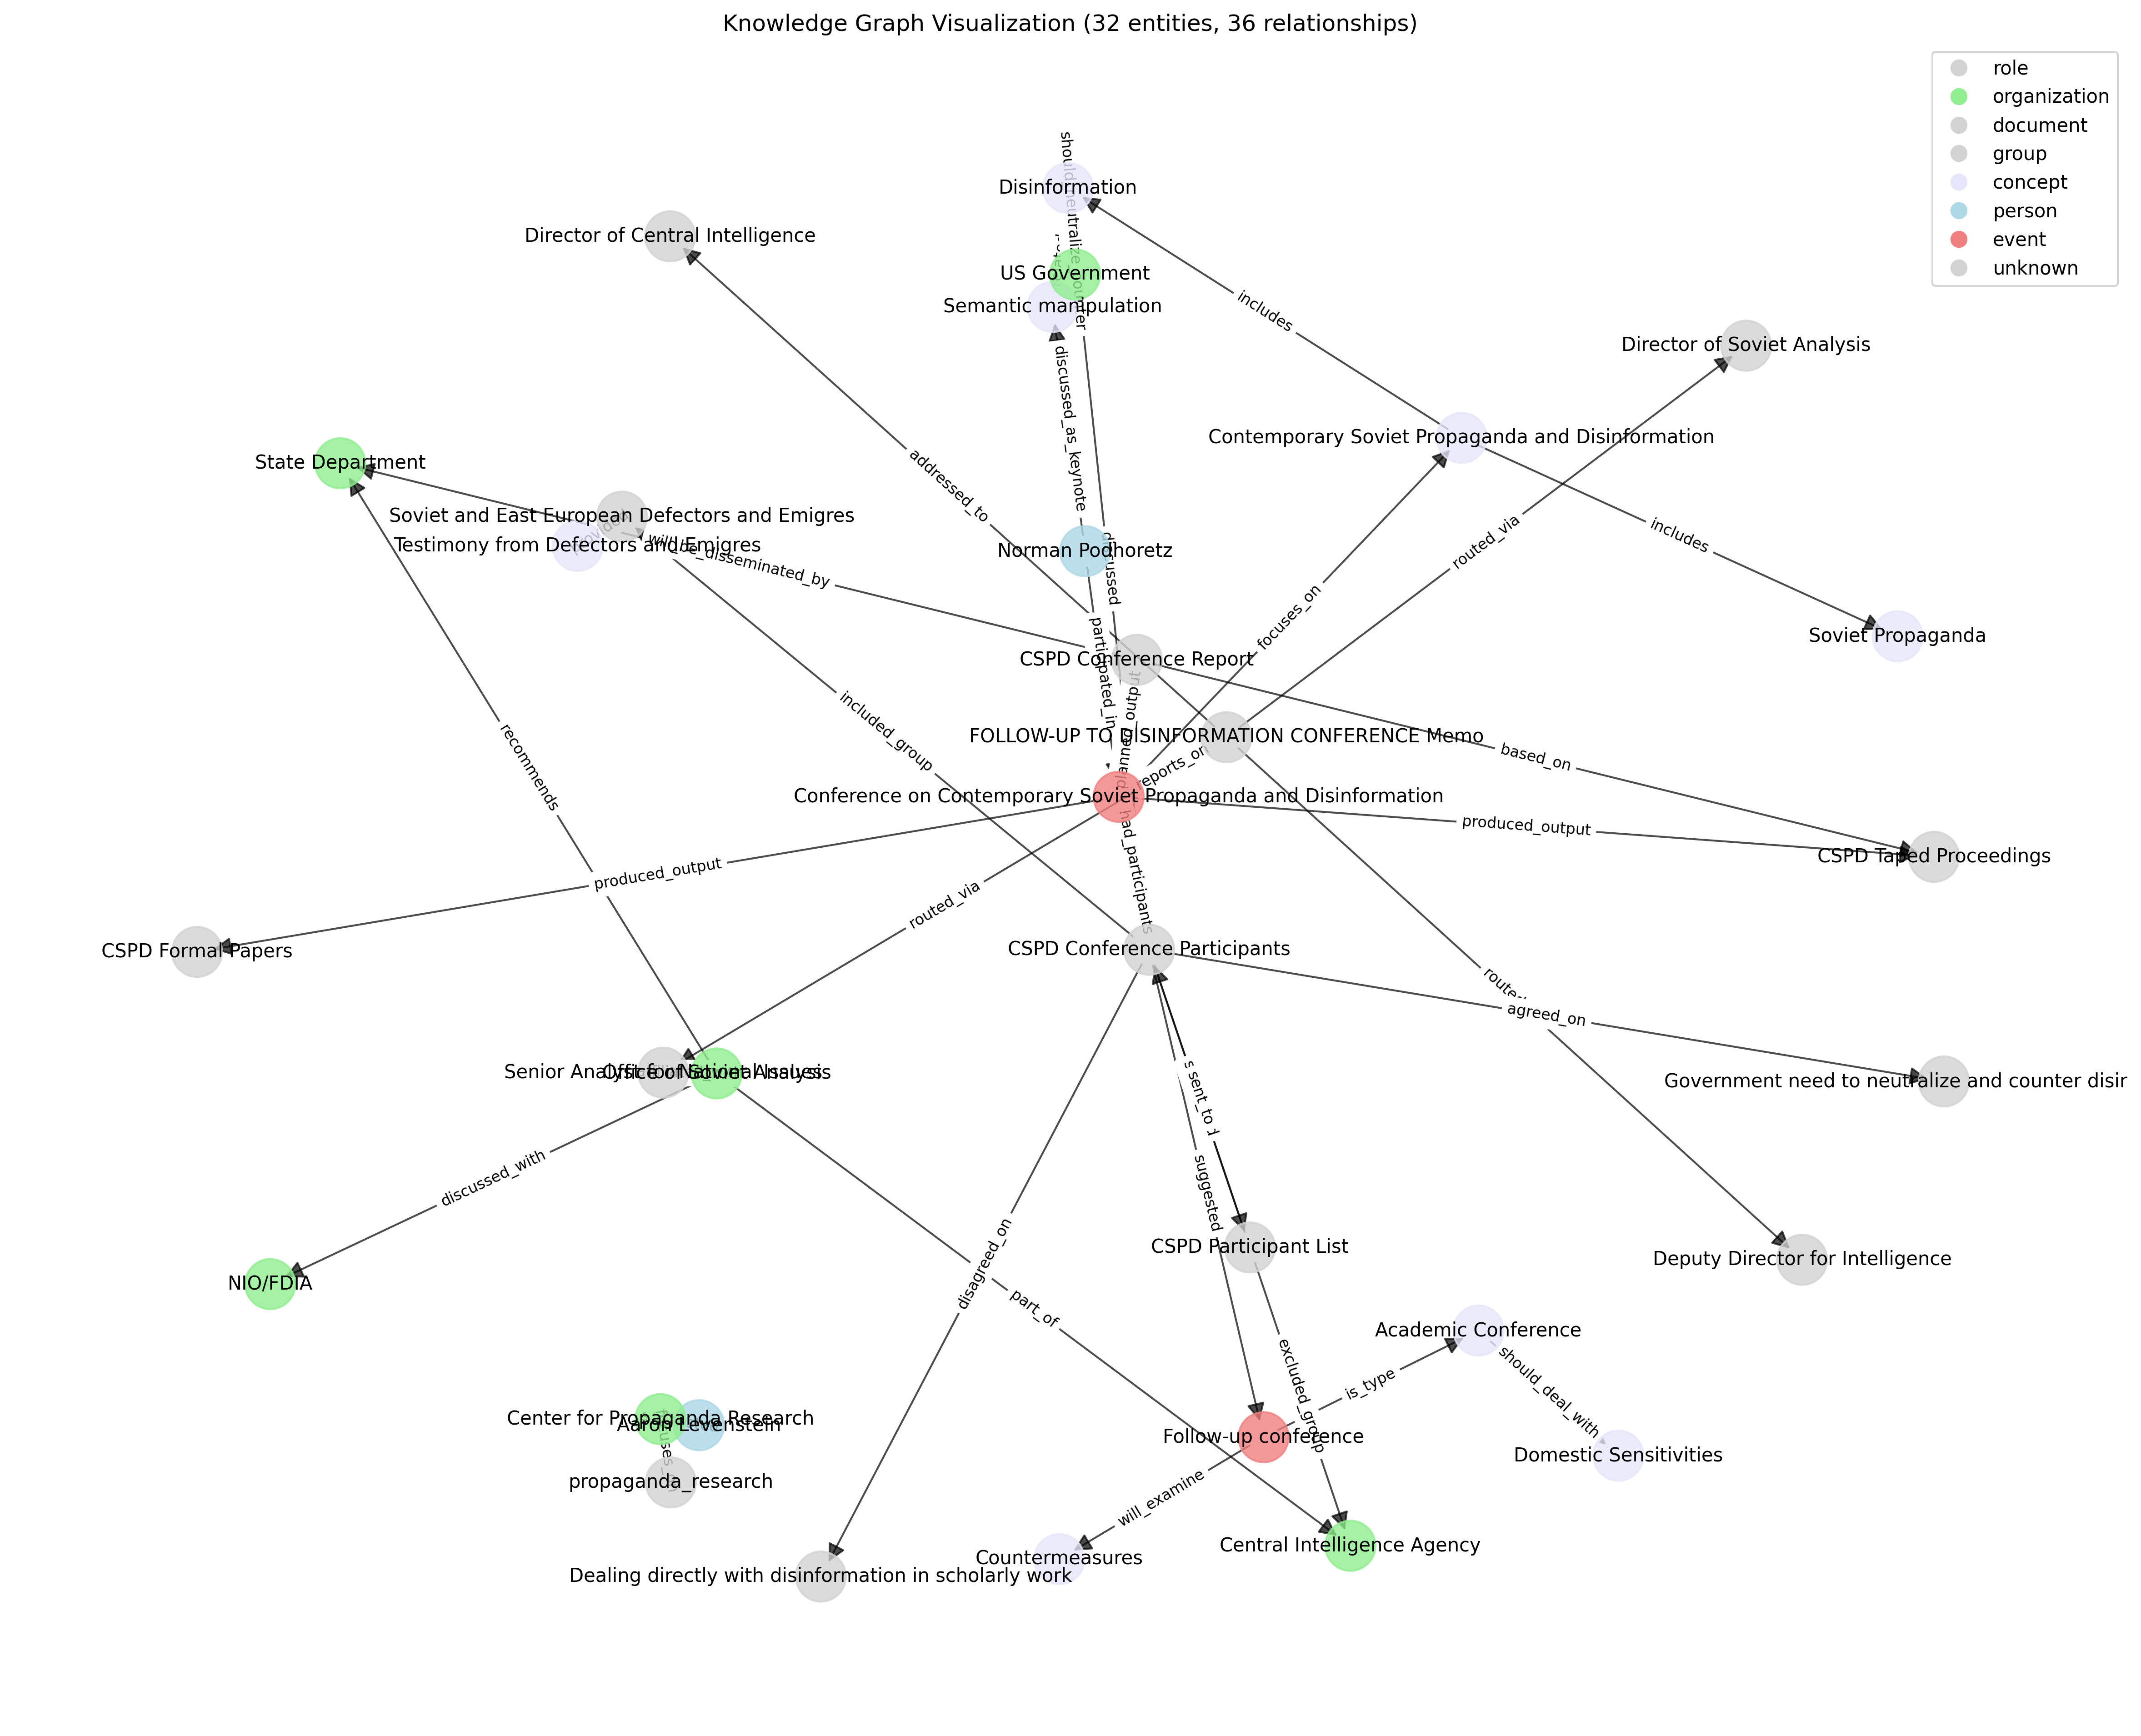 Knowledge Graph Visualization (32 entities, 36 relationships)
role
organization
document
group
concept
person
event
unknown
Disinformation
Director of Central Intelligence
US Government
Semantic manipulation
includes
Director of Soviet Analysis
discussed_as_keynote
Contemporary Soviet Propaganda and Disinformation
State Department
addressed_to
Soviet and East European Defectors and Emigres
Testimony from Defectors and Emigres
will_be_disseminated_by
Norman Podhoretz
discussed
routed_via
includes
focuses_on
Soviet Propaganda
participated_in
CSPD Conference Report
included_group
recommends
FOLLOW-UP TO DISINFORMATION CONFERENCE Memo
based_on
reports_on
Conference on Contemporary Soviet Propaganda and Disinformation
produced_output
CSPD Taped Proceedings
produced_output
had_participants
routed_via
CSPD Formal Papers
CSPD Conference Participants
agreed_on
Senior Analyst for National Issues
Office of Soviet Analysis
Government need to neutralize and counter disir
sent_to
discussed_with
suggested
CSPD Participant List
disagreed_on
Deputy Director for Intelligence
NIO/FDIA
part_of
Academic Conference
should_deal_with
is_type
excluded_group
Center for Propaganda Research
Aaron Levenstein
Follow-up conference
Domestic Sensitivities
propaganda_research
will_examine
Central Intelligence Agency
Countermeasures
Dealing directly with disinformation in scholarly work